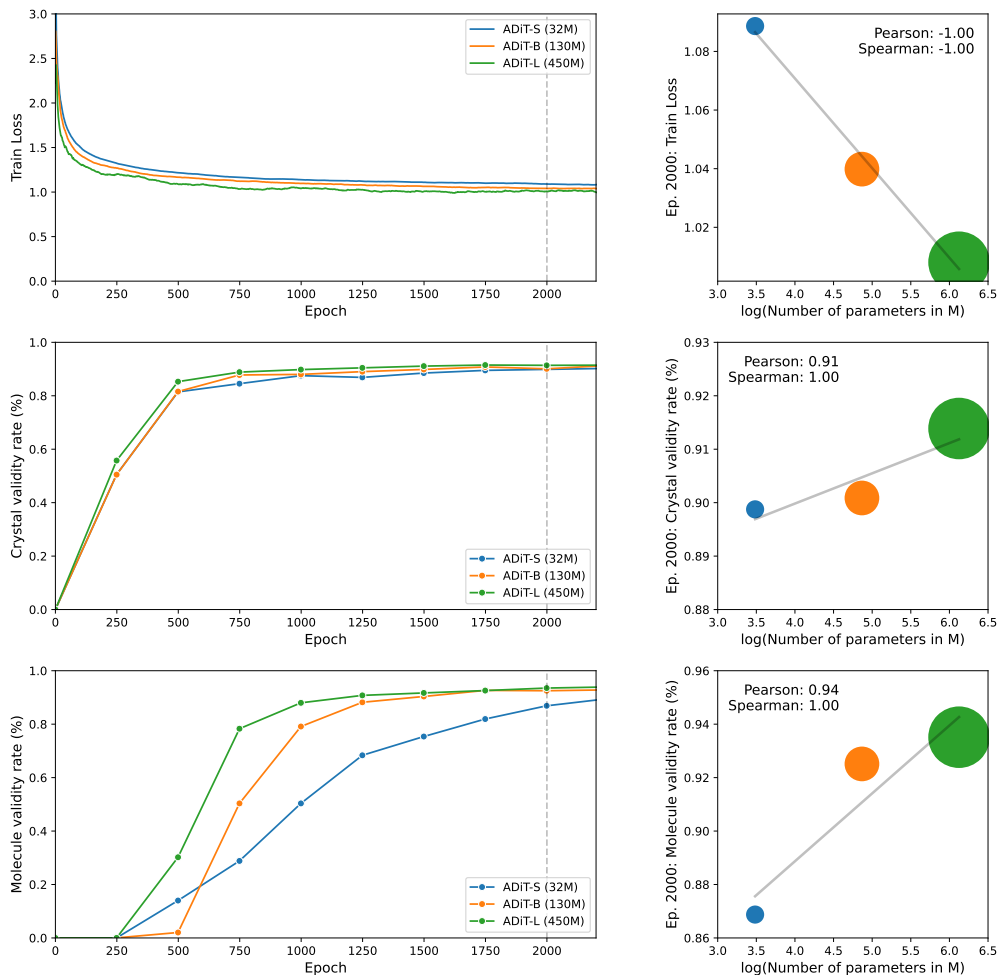 3.0
2.5
2.0
1.5
1.0
0.5
0.0
Train Loss
ADiT-S (32M)
ADiT-B (130M)
ADiT-L (450M)
0 250 500 750 1000 1250 1500 1750 2000
Epoch
1.08
1.06
1.04
1.02
Ep. 2000: Train Loss
Pearson: -1.00
Spearman: -1.00
3.0 3.5 4.0 4.5 5.0 5.5 6.0 6.5
log(Number of parameters in M)
1.0
0.8
0.6
0.4
0.2
0.0
Crystal validity rate (%)
ADiT-S (32M)
ADiT-B (130M)
ADiT-L (450M)
0 250 500 750 1000 1250 1500 1750 2000
Epoch
0.93
0.92
0.91
0.90
0.89
0.88
Ep. 2000: Crystal validity rate (%)
Pearson: 0.91
Spearman: 1.00
3.0 3.5 4.0 4.5 5.0 5.5 6.0 6.5
log(Number of parameters in M)
1.0
0.8
0.6
0.4
0.2
0.0
Molecule validity rate (%)
ADiT-S (32M)
ADiT-B (130M)
ADiT-L (450M)
0 250 500 750 1000 1250 1500 1750 2000
Epoch
0.96
0.94
0.92
0.90
0.88
0.86
Ep. 2000: Molecule validity rate (%)
Pearson: 0.94
Spearman: 1.00
3.0 3.5 4.0 4.5 5.0 5.5 6.0 6.5
log(Number of parameters in M)